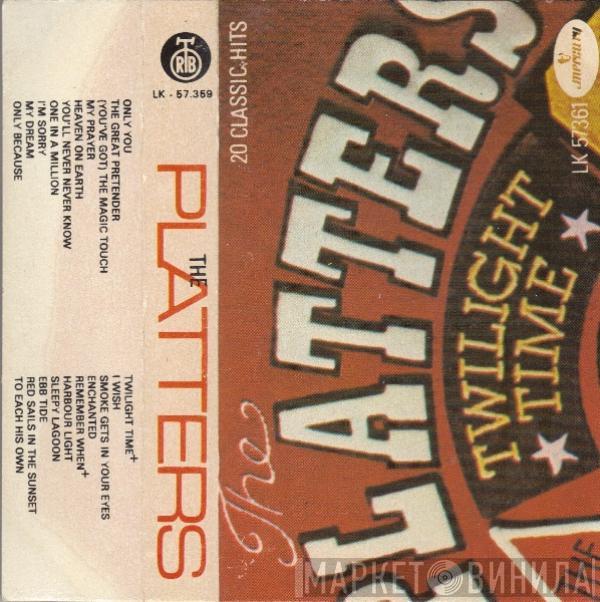 RTB
LK - 57.359
THE
PLATTERS
ONLY YOU
THE GREAT PRETENDER
(YOU'VE GOT) THE MAGIC TOUCH
MY PRAYER
HEAVEN ON EARTH
YOU'LL NEVER NEVER KNOW
ONE IN A MILLION
I'M SORRY
MY DREAM
ONLY BECAUSE
TWILIGHT TIME+
I WISH
SMOKE GETS IN YOUR EYES
ENCHANTED
REMEMBER WHEN+
HARBOUR LIGHT
SLEEPY LAGOON
EBB TIDE
RED SAILS IN THE SUNSET
TO EACH HIS OWN
20 CLASSIC HITS
The
PLATTERS
TWILIGHT
TIME
LK 57361
МАРКЕТ ВИНИЛА